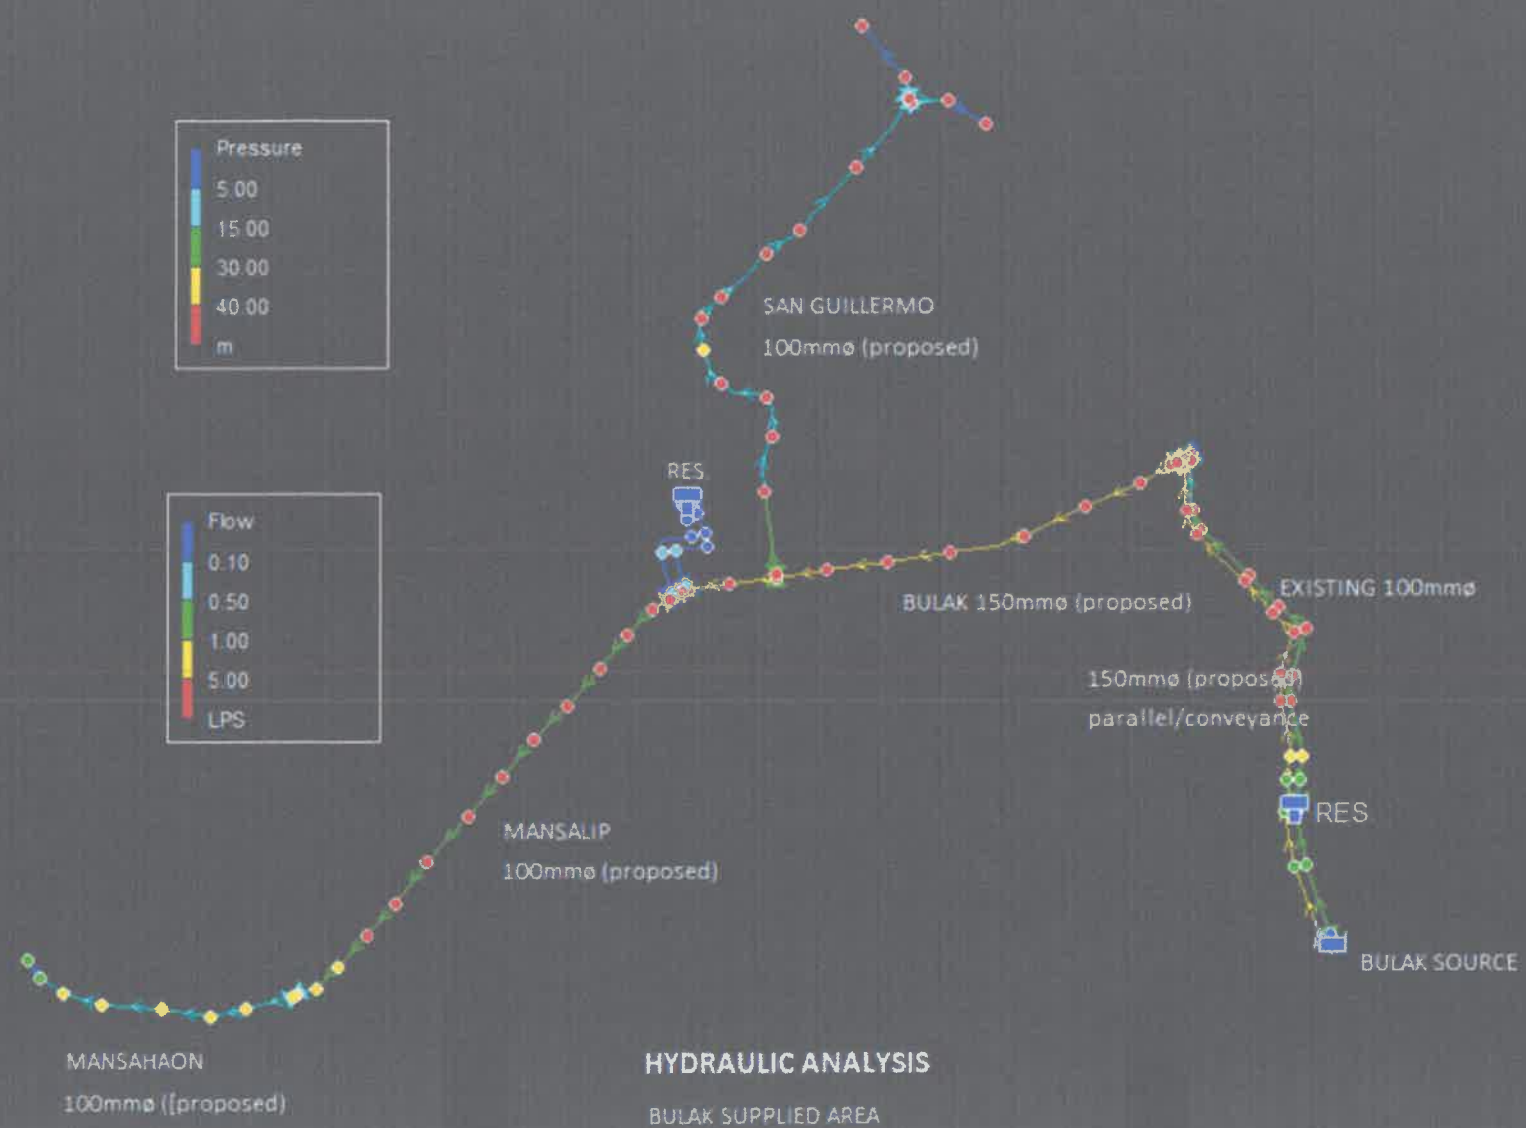 Pressure
5.00
15.00
30.00
40.00
m
SAN GUILLERMO
100mmø (proposed)
RES
Flow
0.10
0.50
1.00
5.00
LPS
EXISTING 100mmø
BULAK 150mmø (proposed)
150mmø (proposed)
parallel/conveyance
RES
MANSALIP
100mmø (proposed)
BULAK SOURCE
MANSAHAON
100mmø ([proposed)
HYDRAULIC ANALYSIS
BULAK SUPPLIED AREA